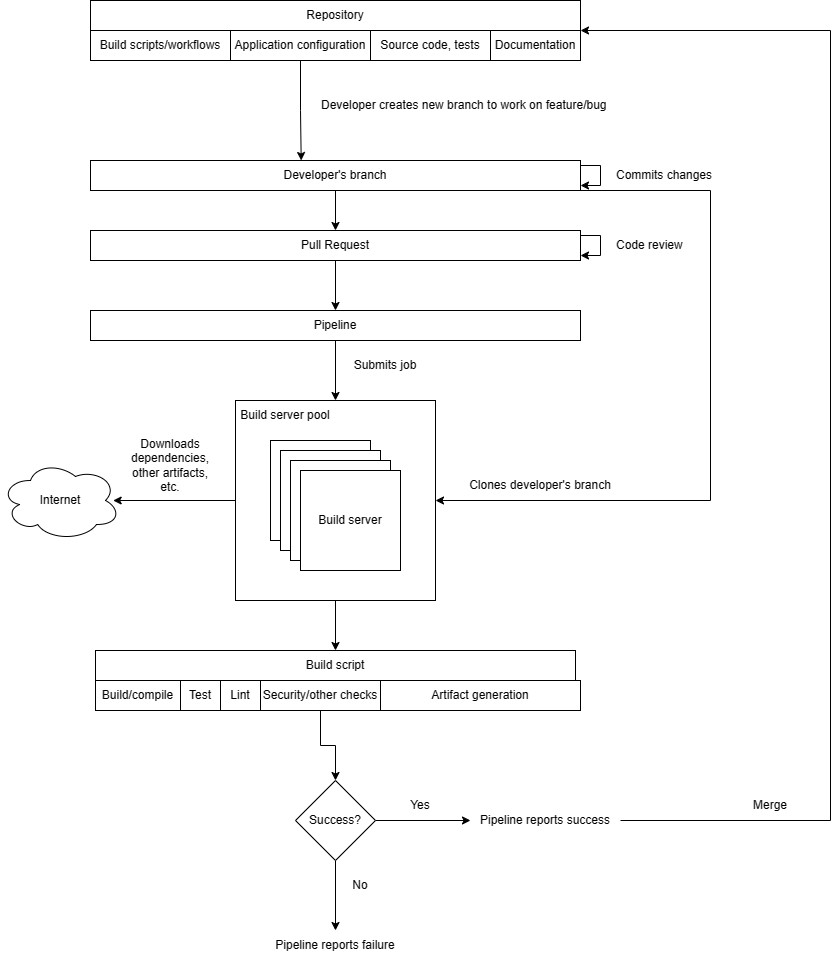 Repository
Build scripts/workflows
Application configuration
Source code, tests
Documentation
Developer creates new branch to work on feature/bug
Developer's branch
Commits changes
Pull Request
Code review
Pipeline
Submits job
Build server pool
Downloads
dependencies,
other artifacts,
etc.
Internet
Build server
Clones developer's branch
Build script
Build/compile
Test
Lint
Security/other checks
Artifact generation
Success?
Yes
Pipeline reports success
Merge
No
Pipeline reports failure